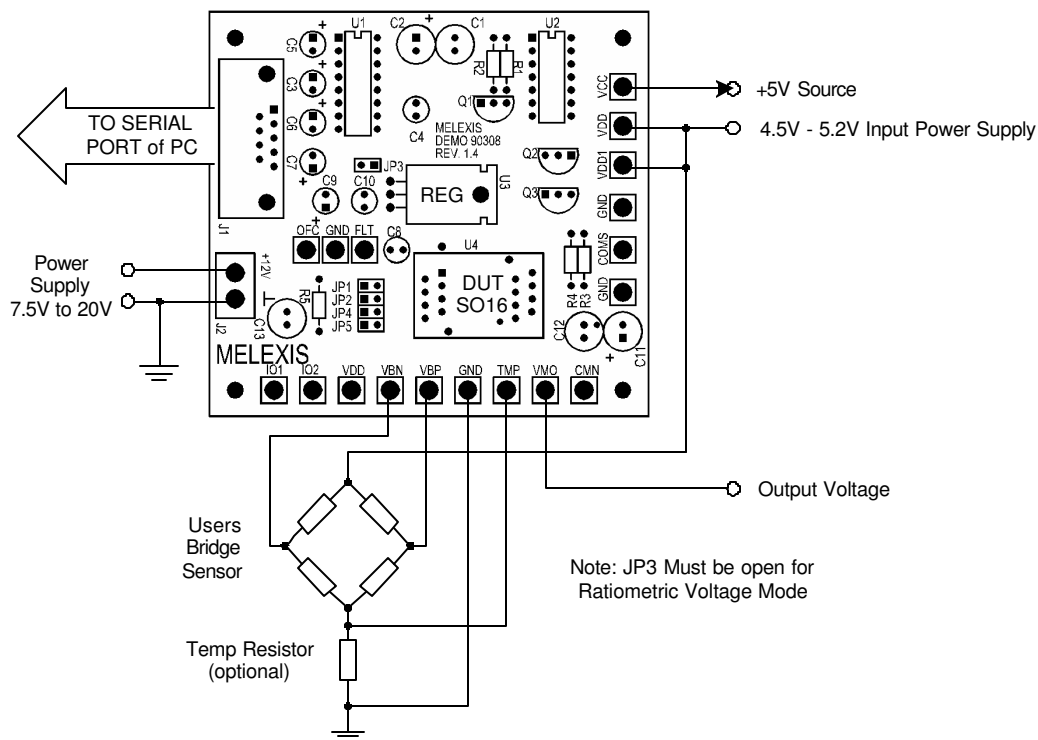 U1
C2
+
C1
U2
C5
+
C3
+
C6
+
C7
+
R2
R1
Q1
C4
MELEXIS
DEMO 90308
REV. 1.4
VCC
+5V Source
VDD
4.5V - 5.2V Input Power Supply
VDD1
TO SERIAL
PORT of PC
Q2
Q3
JP3
C9
+
C10
REG
U3
GND
J1
OFC
GND
FLT
C8
U4
COMS
GND
Power
Supply
7.5V to 20V
+12V
J2
C13
R5
JP1
JP2
JP4
JP5
DUT
SO16
R4
R3
C12
C11
+
MELEXIS
IO1
IO2
VDD
VBN
VBP
GND
TMP
VMO
CMN
Output Voltage
Users
Bridge
Sensor
Note: JP3 Must be open for
Ratiometric Voltage Mode
Temp Resistor
(optional)